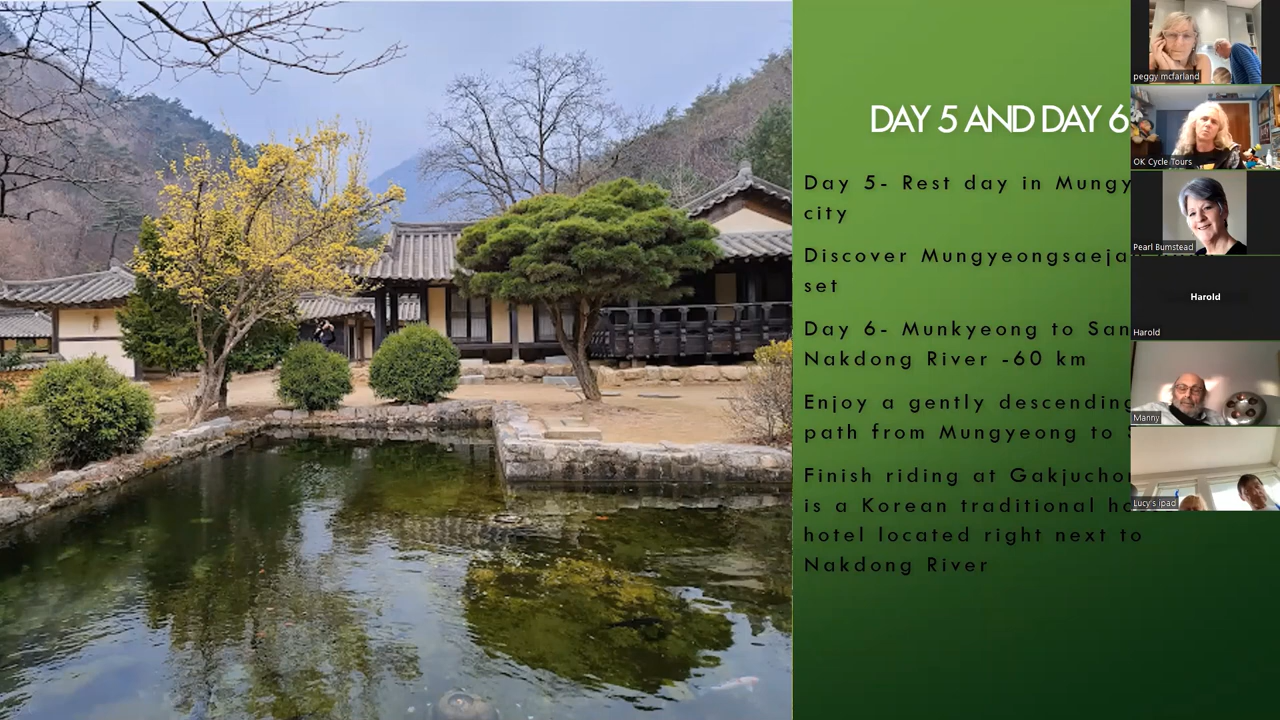 DAY 5 AND DAY 6
Day 5- Rest day in Mungy
city
Discover Mungyeongsaeja
set
Day 6- Munkyeong to San
Nakdong River -60 km
Enjoy a gently descending
path from Mungyeong to
Finish riding at Gakjucho
is a Korean traditional ho
hotel located right next to
Nakdong River
peggy mcfarland
OK Cycle Tours
Pearl Bumstead
Harold
Harold
Manny
Lucy's ipad